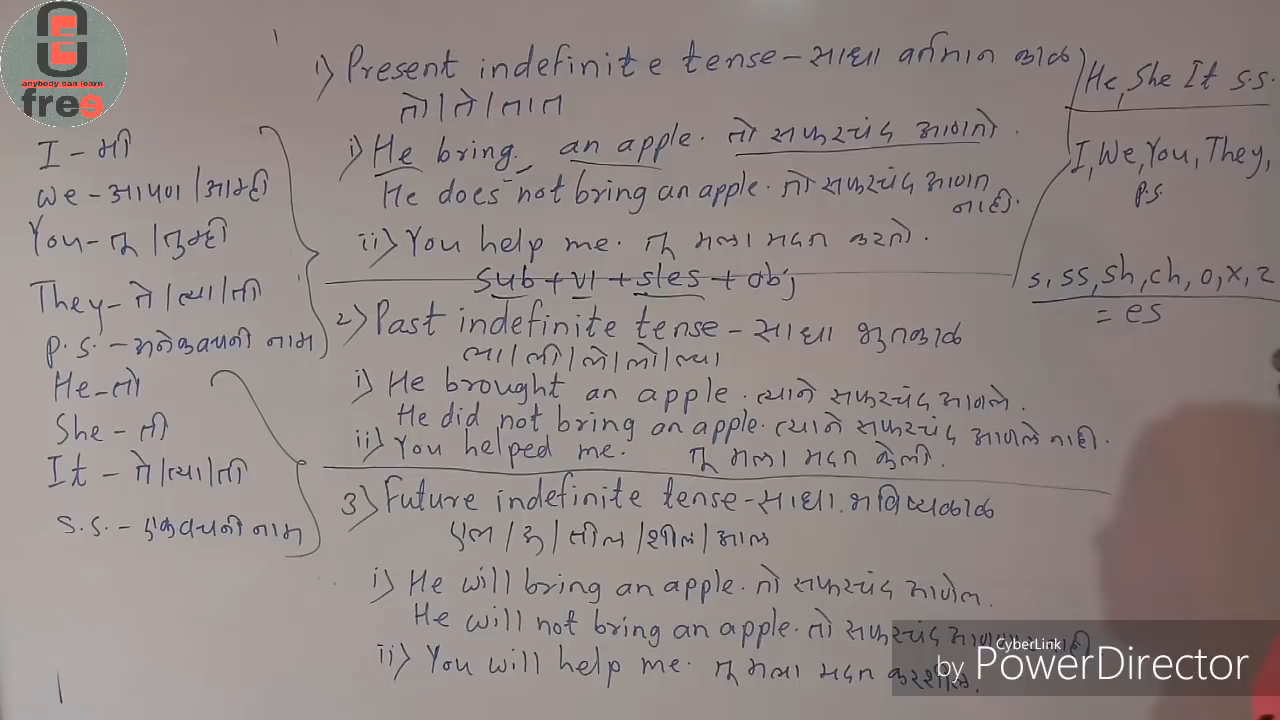 anybody can learn
free
1) Present indefinite tense - साधा वर्तमान काळ
तो/ते/ता/त
i) He bring an apple. तो सफरचंद आणतो.
He does not bring an apple. तो सफरचंद आणत नाही.
ii) You help me. तू मला मदत करतो.
sub + v1 + s/es + obj
2) Past indefinite tense - साधा भुतकाळ
ला/ली/ले/लो/ल्या
i) He brought an apple. त्याने सफरचंद आणले.
He did not bring an apple. त्याने सफरचंद आणले नाही.
ii) You helped me. तू मला मदत केली.
3) Future indefinite tense - साधा भविष्यकाळ
एल/ईन/तील/शील/आल
i) He will bring an apple. तो सफरचंद आणेल.
He will not bring an apple. तो सफरचंद
ii) You will help me. तू मला मदत करशील.
I - मी
We - आपण/आम्ही
You - तू/तुम्ही
They - ते/त्या/ती
p.s. - अनेकवचनी नाम
He - तो
She - ती
It - ते/त्या/ती
s.s. - एकवचनी नाम
He, She It s.s.
I, We, You, They,
p.s
s, ss, sh, ch, o, x, z
= es
CyberLink
by PowerDirector